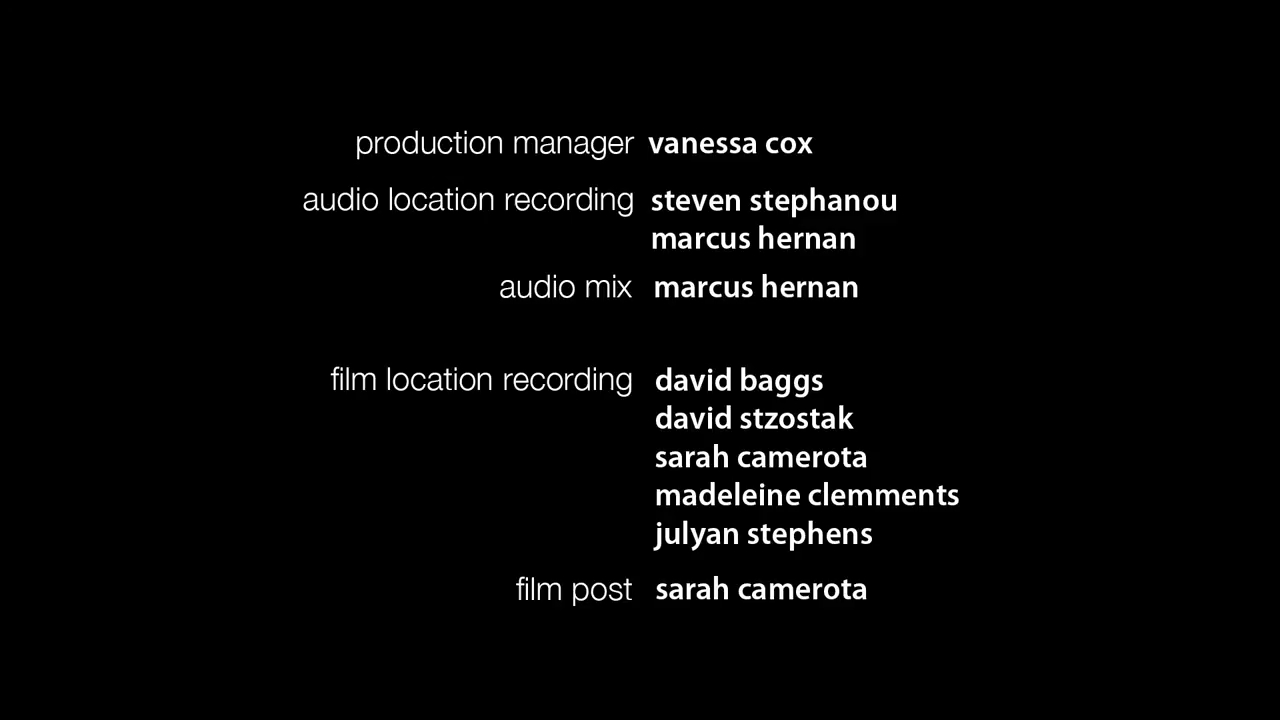 production manager vanessa cox
audio location recording steven stephanou
marcus hernan
audio mix marcus hernan
film location recording david baggs
david stzostak
sarah camerota
madeleine clemments
julyan stephens
film post sarah camerota